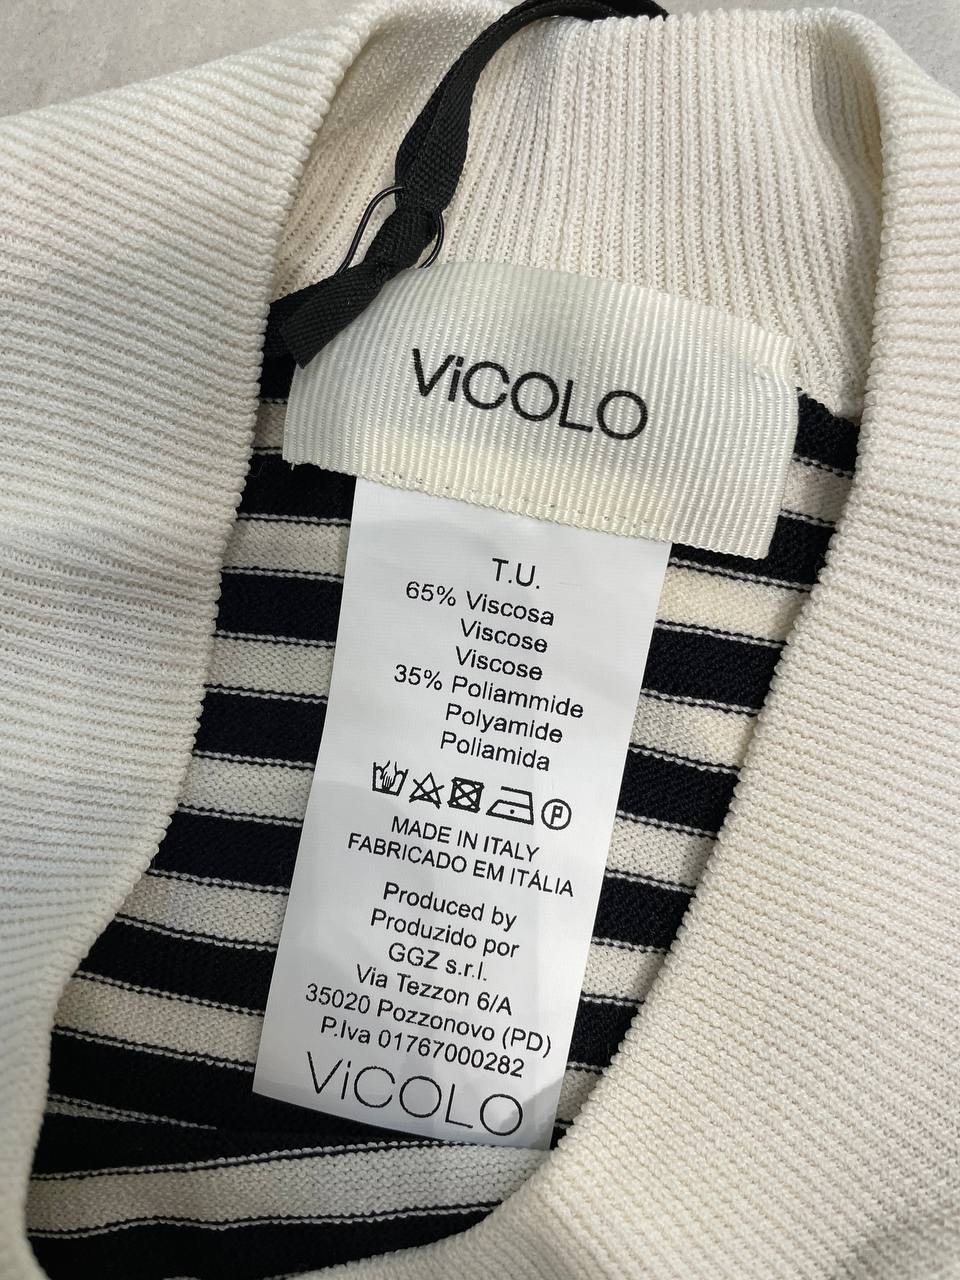 ViCOLO
T.U.
65% Viscosa
Viscose
Viscose
35% Poliammide
Polyamide
Poliamida
P
MADE IN ITALY
FABRICADO EM ITÁLIA
Produced by
Produzido por
GGZ s.r.l.
Via Tezzon 6/A
35020 Pozzonovo (PD)
P.Iva 01767000282
ViCOLO